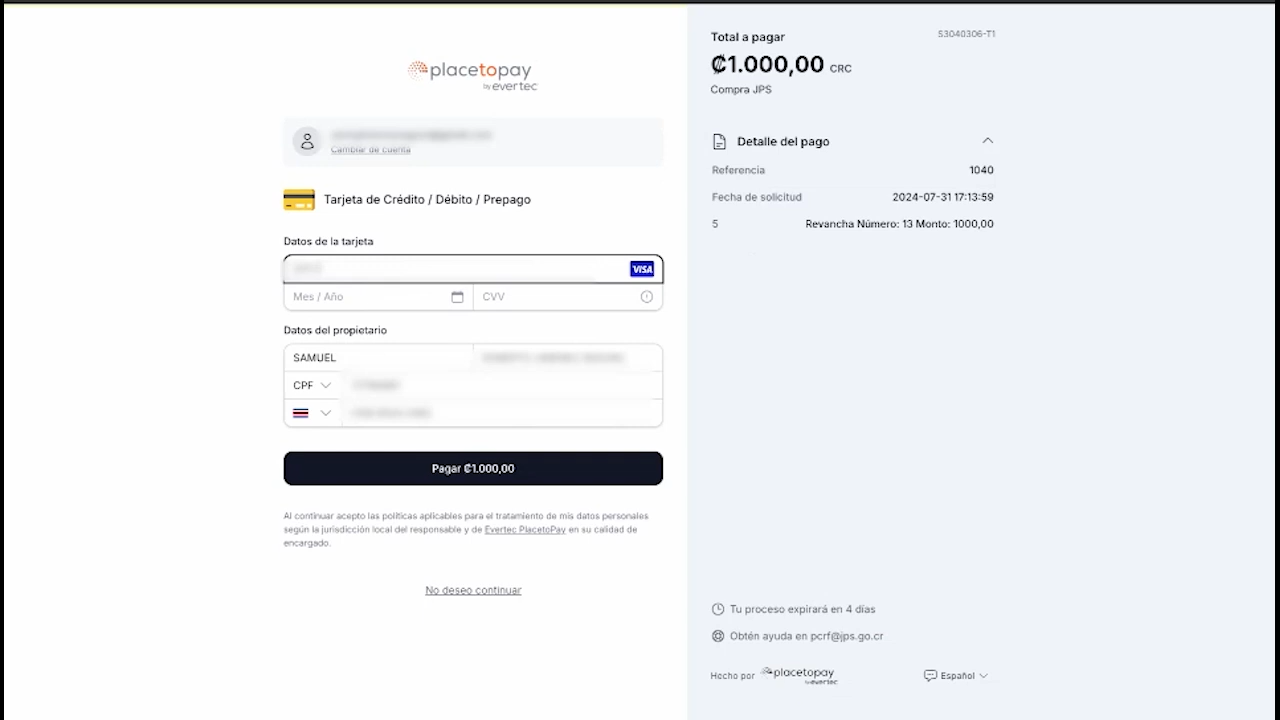 placetopay
by evertec
Cambiar de cuenta
Tarjeta de Crédito / Débito / Prepago
Datos de la tarjeta
VISA
Mes / Año
CVV
Datos del propietario
SAMUEL
CPF
Pagar ₡1.000,00
Al continuar acepto las políticas aplicables para el tratamiento de mis datos personales
según la jurisdicción local del responsable y de Evertec PlacetoPay en su calidad de
encargado.
No deseo continuar
Total a pagar
S3040306-T1
₡1.000,00 CRC
Compra JPS
Detalle del pago
Referencia 1040
Fecha de solicitud 2024-07-31 17:13:59
5 Revancha Número: 13 Monto: 1000,00
Tu proceso expirará en 4 días
Obtén ayuda en pcrf@jps.go.cr
Hecho por placetopay
by evertec
Español